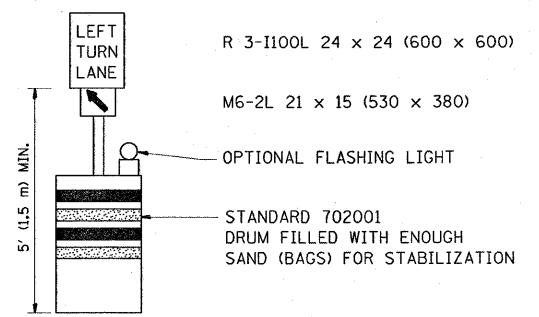 LEFT
TURN
LANE
R 3-I100L 24 x 24 (600 x 600)
M6-2L 21 x 15 (530 x 380)
5' (1.5 m) MIN.
OPTIONAL FLASHING LIGHT
STANDARD 702001
DRUM FILLED WITH ENOUGH
SAND (BAGS) FOR STABILIZATION